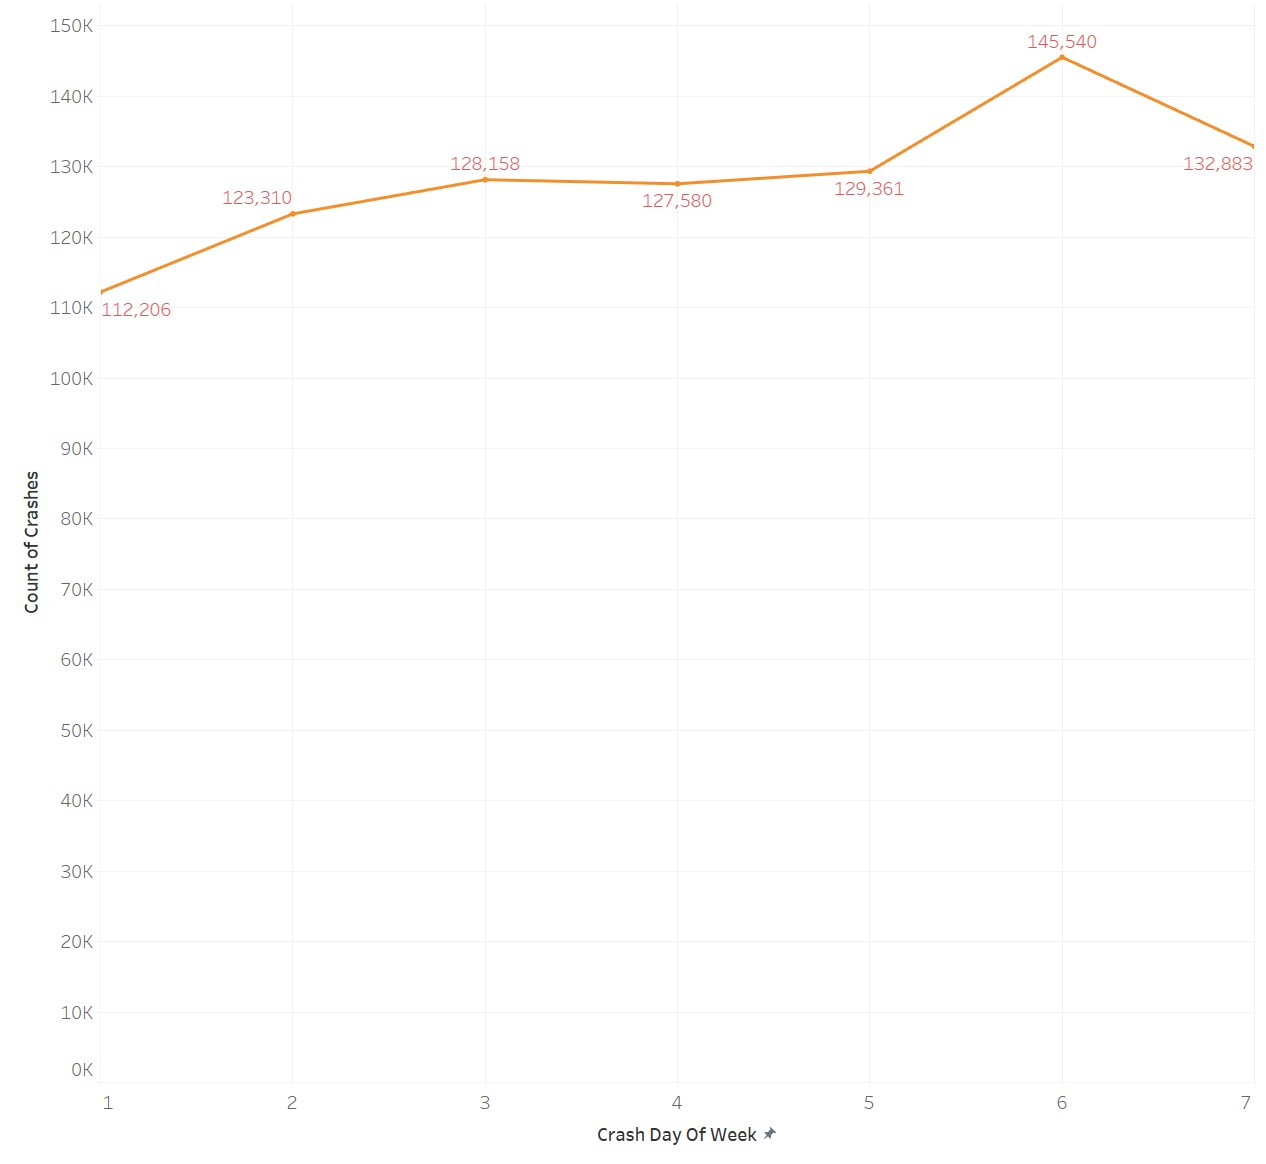 150K
145,540
140K
132,883
130K
128,158
129,361
127,580
123,310
120K
112,206
110K
100K
90K
80K
70K
60K
50K
40K
30K
20K
10K
0K
Count of Crashes
1 2 3 4 5 6 7
Crash Day Of Week